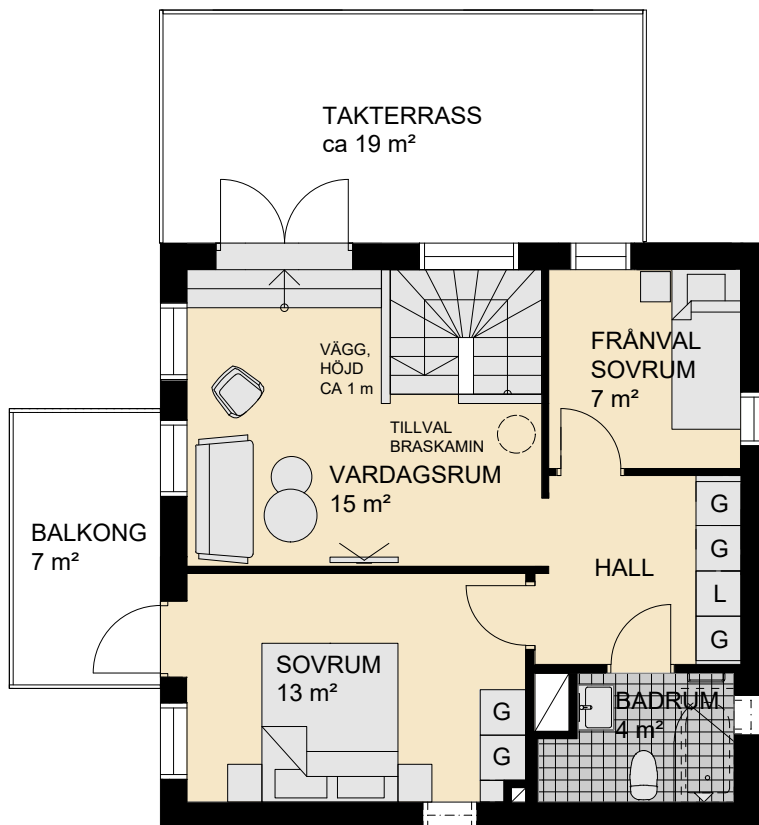 TAKTERRASS
ca 19 m²
VÄGG,
HÖJD
CA 1 m
FRÅNVAL
SOVRUM
7 m²
TILLVAL
BRASKAMIN
VARDAGSRUM
15 m²
BALKONG
7 m²
HALL
G
G
L
G
SOVRUM
13 m²
G
G
BADRUM
4 m²